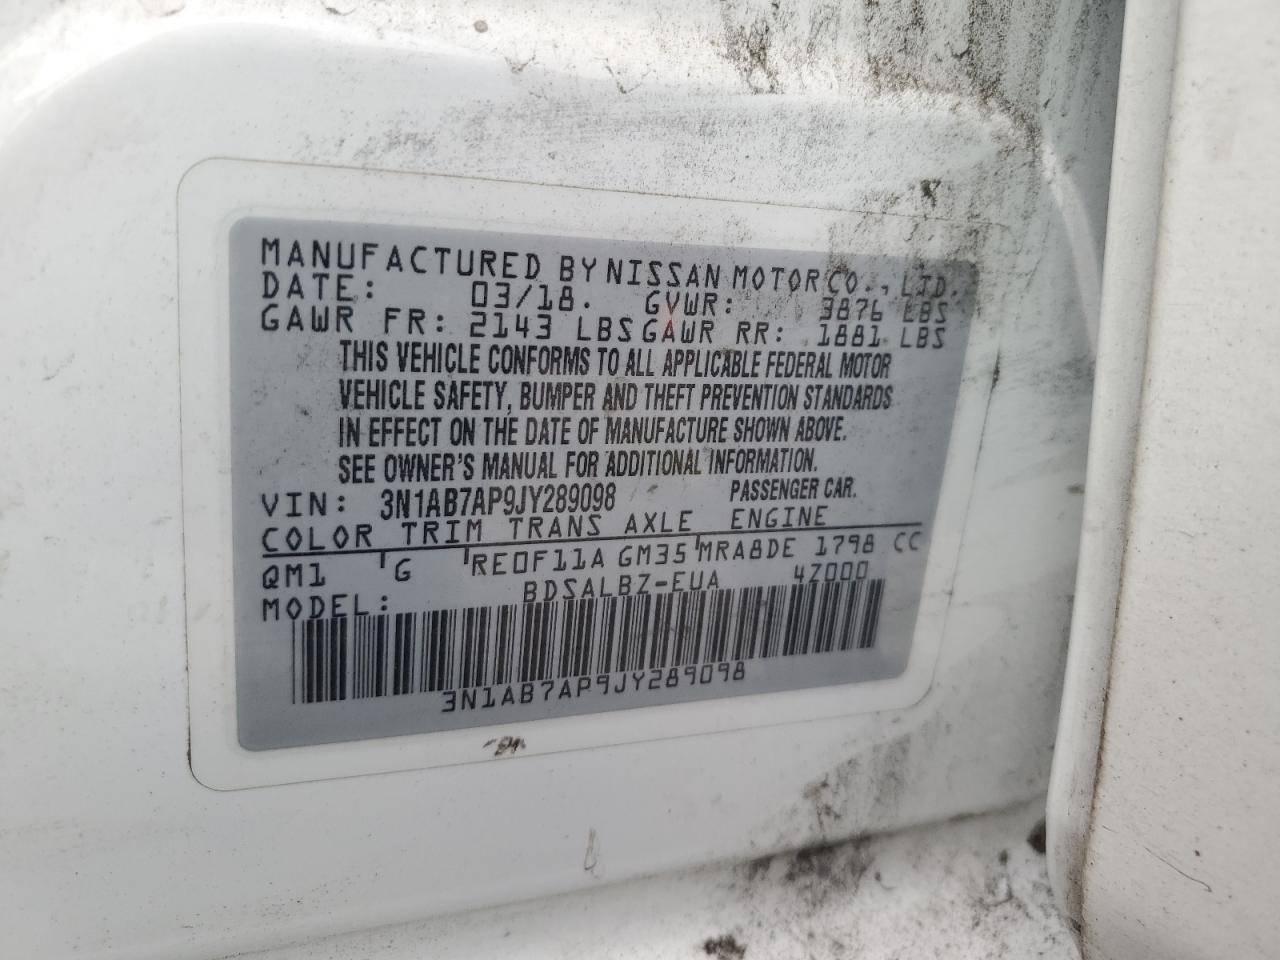 MANUFACTURED BY NISSAN MOTOR CO., LTD.
DATE: 03/18. GVWR: 3876 LBS
GAWR FR: 2143 LBS GAWR RR: 1881 LBS
THIS VEHICLE CONFORMS TO ALL APPLICABLE FEDERAL MOTOR
VEHICLE SAFETY, BUMPER AND THEFT PREVENTION STANDARDS
IN EFFECT ON THE DATE OF MANUFACTURE SHOWN ABOVE.
SEE OWNER'S MANUAL FOR ADDITIONAL INFORMATION.
VIN: 3N1AB7AP9JY289098 PASSENGER CAR.
COLOR TRIM TRANS AXLE ENGINE
QM1 G RE0F11A GM35 MRA8DE 1798 CC
MODEL: BDSALBZ-EUA 4Z000
3N1AB7AP9JY289098